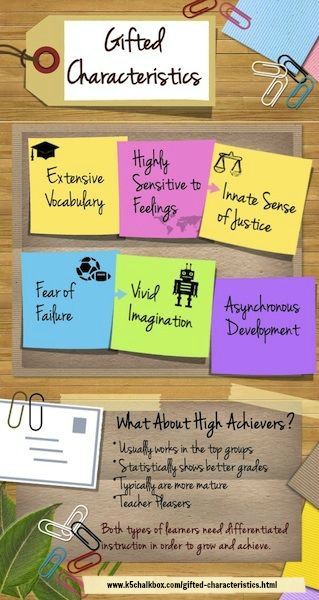 Gifted
Characteristics
Extensive
Vocabulary
Highly
Sensitive to
Feelings
Innate Sense
of Justice
Fear of
Failure
Vivid
Imagination
Asynchronous
Development
What About High Achievers?
*Usually works in the top groups
*Statistically shows better grades
*Typically are more mature
*Teacher Pleasers
Both types of learners need differentiated
instruction in order to grow and achieve.
www.k5chalkbox.com/gifted-characteristics.html